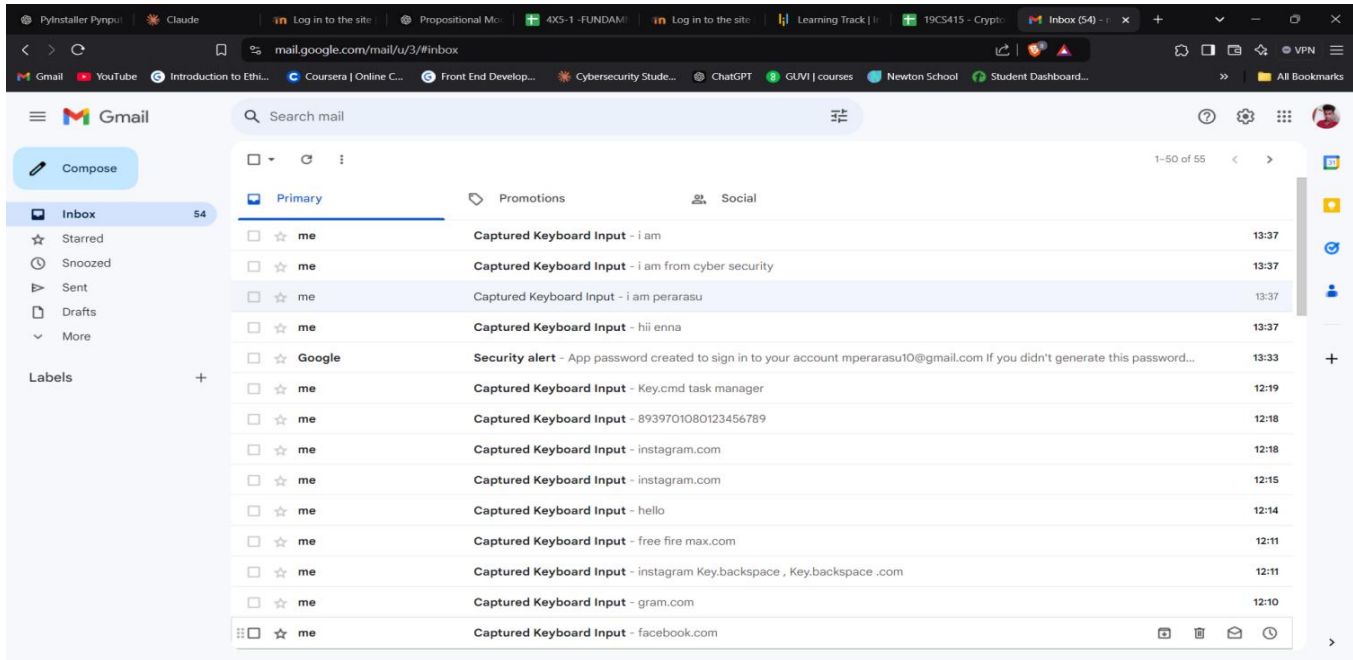 PyInstaller Pynput
Claude
Log in to the site
Propositional Mo
4X5-1 -FUNDAM
Log in to the site
Learning Track | I
19CS415 - Crypto
Inbox (54) -
mail.google.com/mail/u/3/#inbox
VPN
Gmail
YouTube
Introduction to Ethi...
Coursera | Online C...
Front End Develop...
Cybersecurity Stude...
ChatGPT
GUVI | courses
Newton School
Student Dashboard...
All Bookmarks
Gmail
Search mail
Compose
1–50 of 55
Primary
Promotions
Social
Inbox 54
Starred
Snoozed
Sent
Drafts
More
Labels
me Captured Keyboard Input - i am 13:37
me Captured Keyboard Input - i am from cyber security 13:37
me Captured Keyboard Input - i am perarasu 13:37
me Captured Keyboard Input - hii enna 13:37
Google Security alert - App password created to sign in to your account mperarasu10@gmail.com If you didn't generate this password... 13:33
me Captured Keyboard Input - Key.cmd task manager 12:19
me Captured Keyboard Input - 8939701080123456789 12:18
me Captured Keyboard Input - instagram.com 12:18
me Captured Keyboard Input - instagram.com 12:15
me Captured Keyboard Input - hello 12:14
me Captured Keyboard Input - free fire max.com 12:11
me Captured Keyboard Input - instagram Key.backspace , Key.backspace .com 12:11
me Captured Keyboard Input - gram.com 12:10
me Captured Keyboard Input - facebook.com